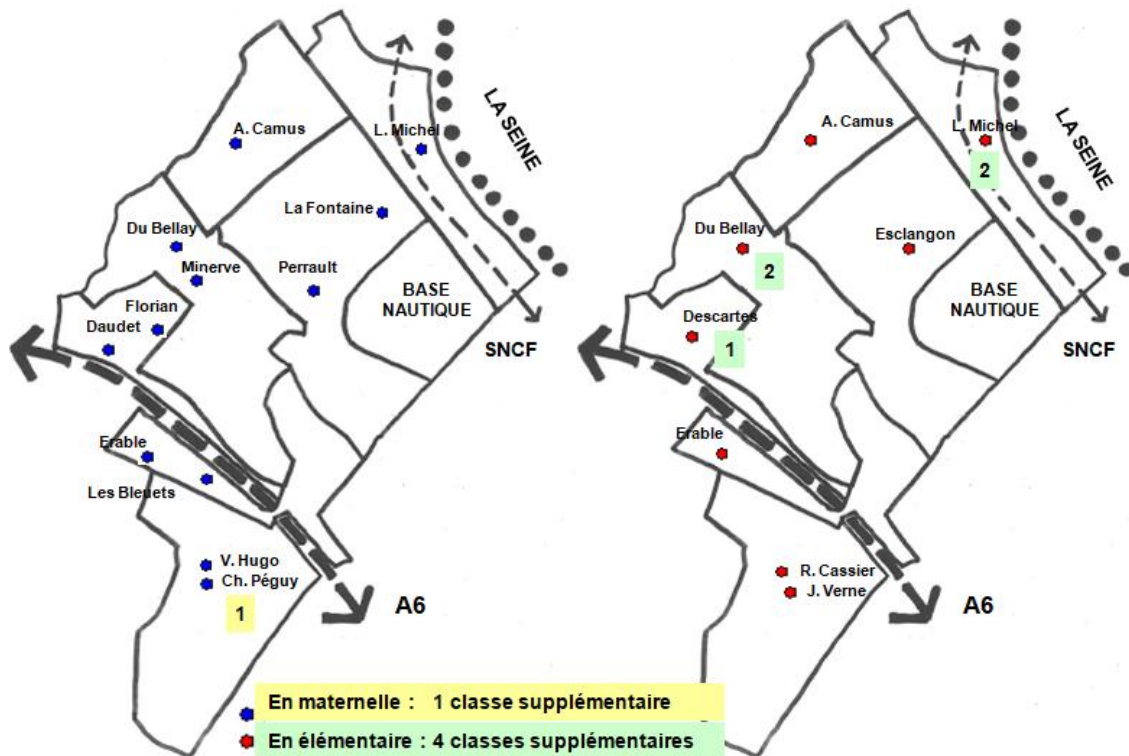 A. Camus
L. Michel
LA SEINE
La Fontaine
Du Bellay
Minerve
Perrault
BASE
NAUTIQUE
Florian
Daudet
SNCF
Erable
Les Bleuets
V. Hugo
Ch. Péguy
1
A6
A. Camus
L. Michel
2
LA SEINE
Du Bellay
2
Esclangon
BASE
NAUTIQUE
Descartes
1
SNCF
Erable
R. Cassier
J. Verne
A6
En maternelle : 1 classe supplémentaire
En élémentaire : 4 classes supplémentaires